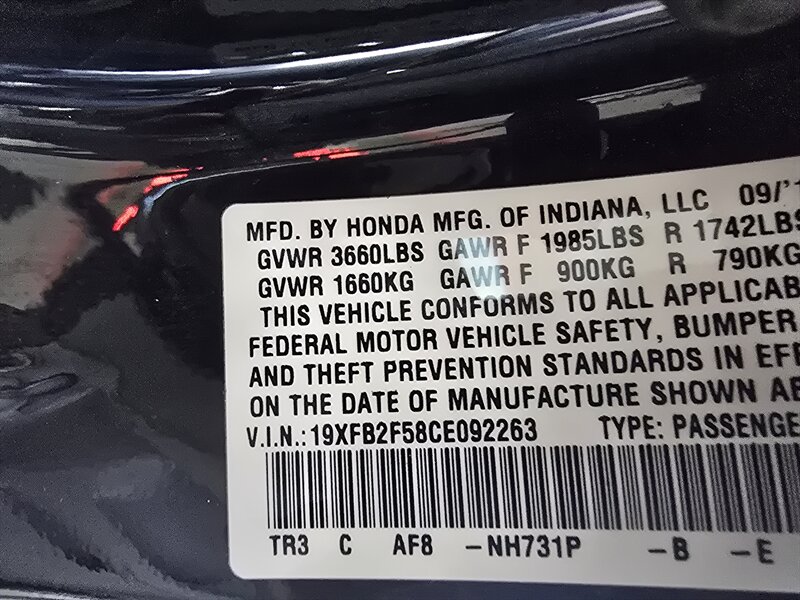 MFD. BY HONDA MFG. OF INDIANA, LLC 09/'1
GVWR 3660LBS GAWR F 1985LBS R 1742LBS
GVWR 1660KG GAWR F 900KG R 790KG
THIS VEHICLE CONFORMS TO ALL APPLICAB
FEDERAL MOTOR VEHICLE SAFETY, BUMPER
AND THEFT PREVENTION STANDARDS IN EFF
ON THE DATE OF MANUFACTURE SHOWN AB
V.I.N.:19XFB2F58CE092263 TYPE: PASSENGE
TR3 C AF8 -NH731P -B -E